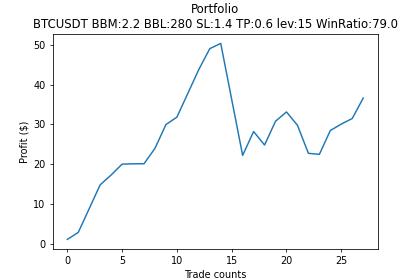 Portfolio
BTCUSDT BBM:2.2 BBL:280 SL:1.4 TP:0.6 lev:15 WinRatio:79.0
50
40
30
20
10
0
Profit ($)
0 5 10 15 20 25
Trade counts